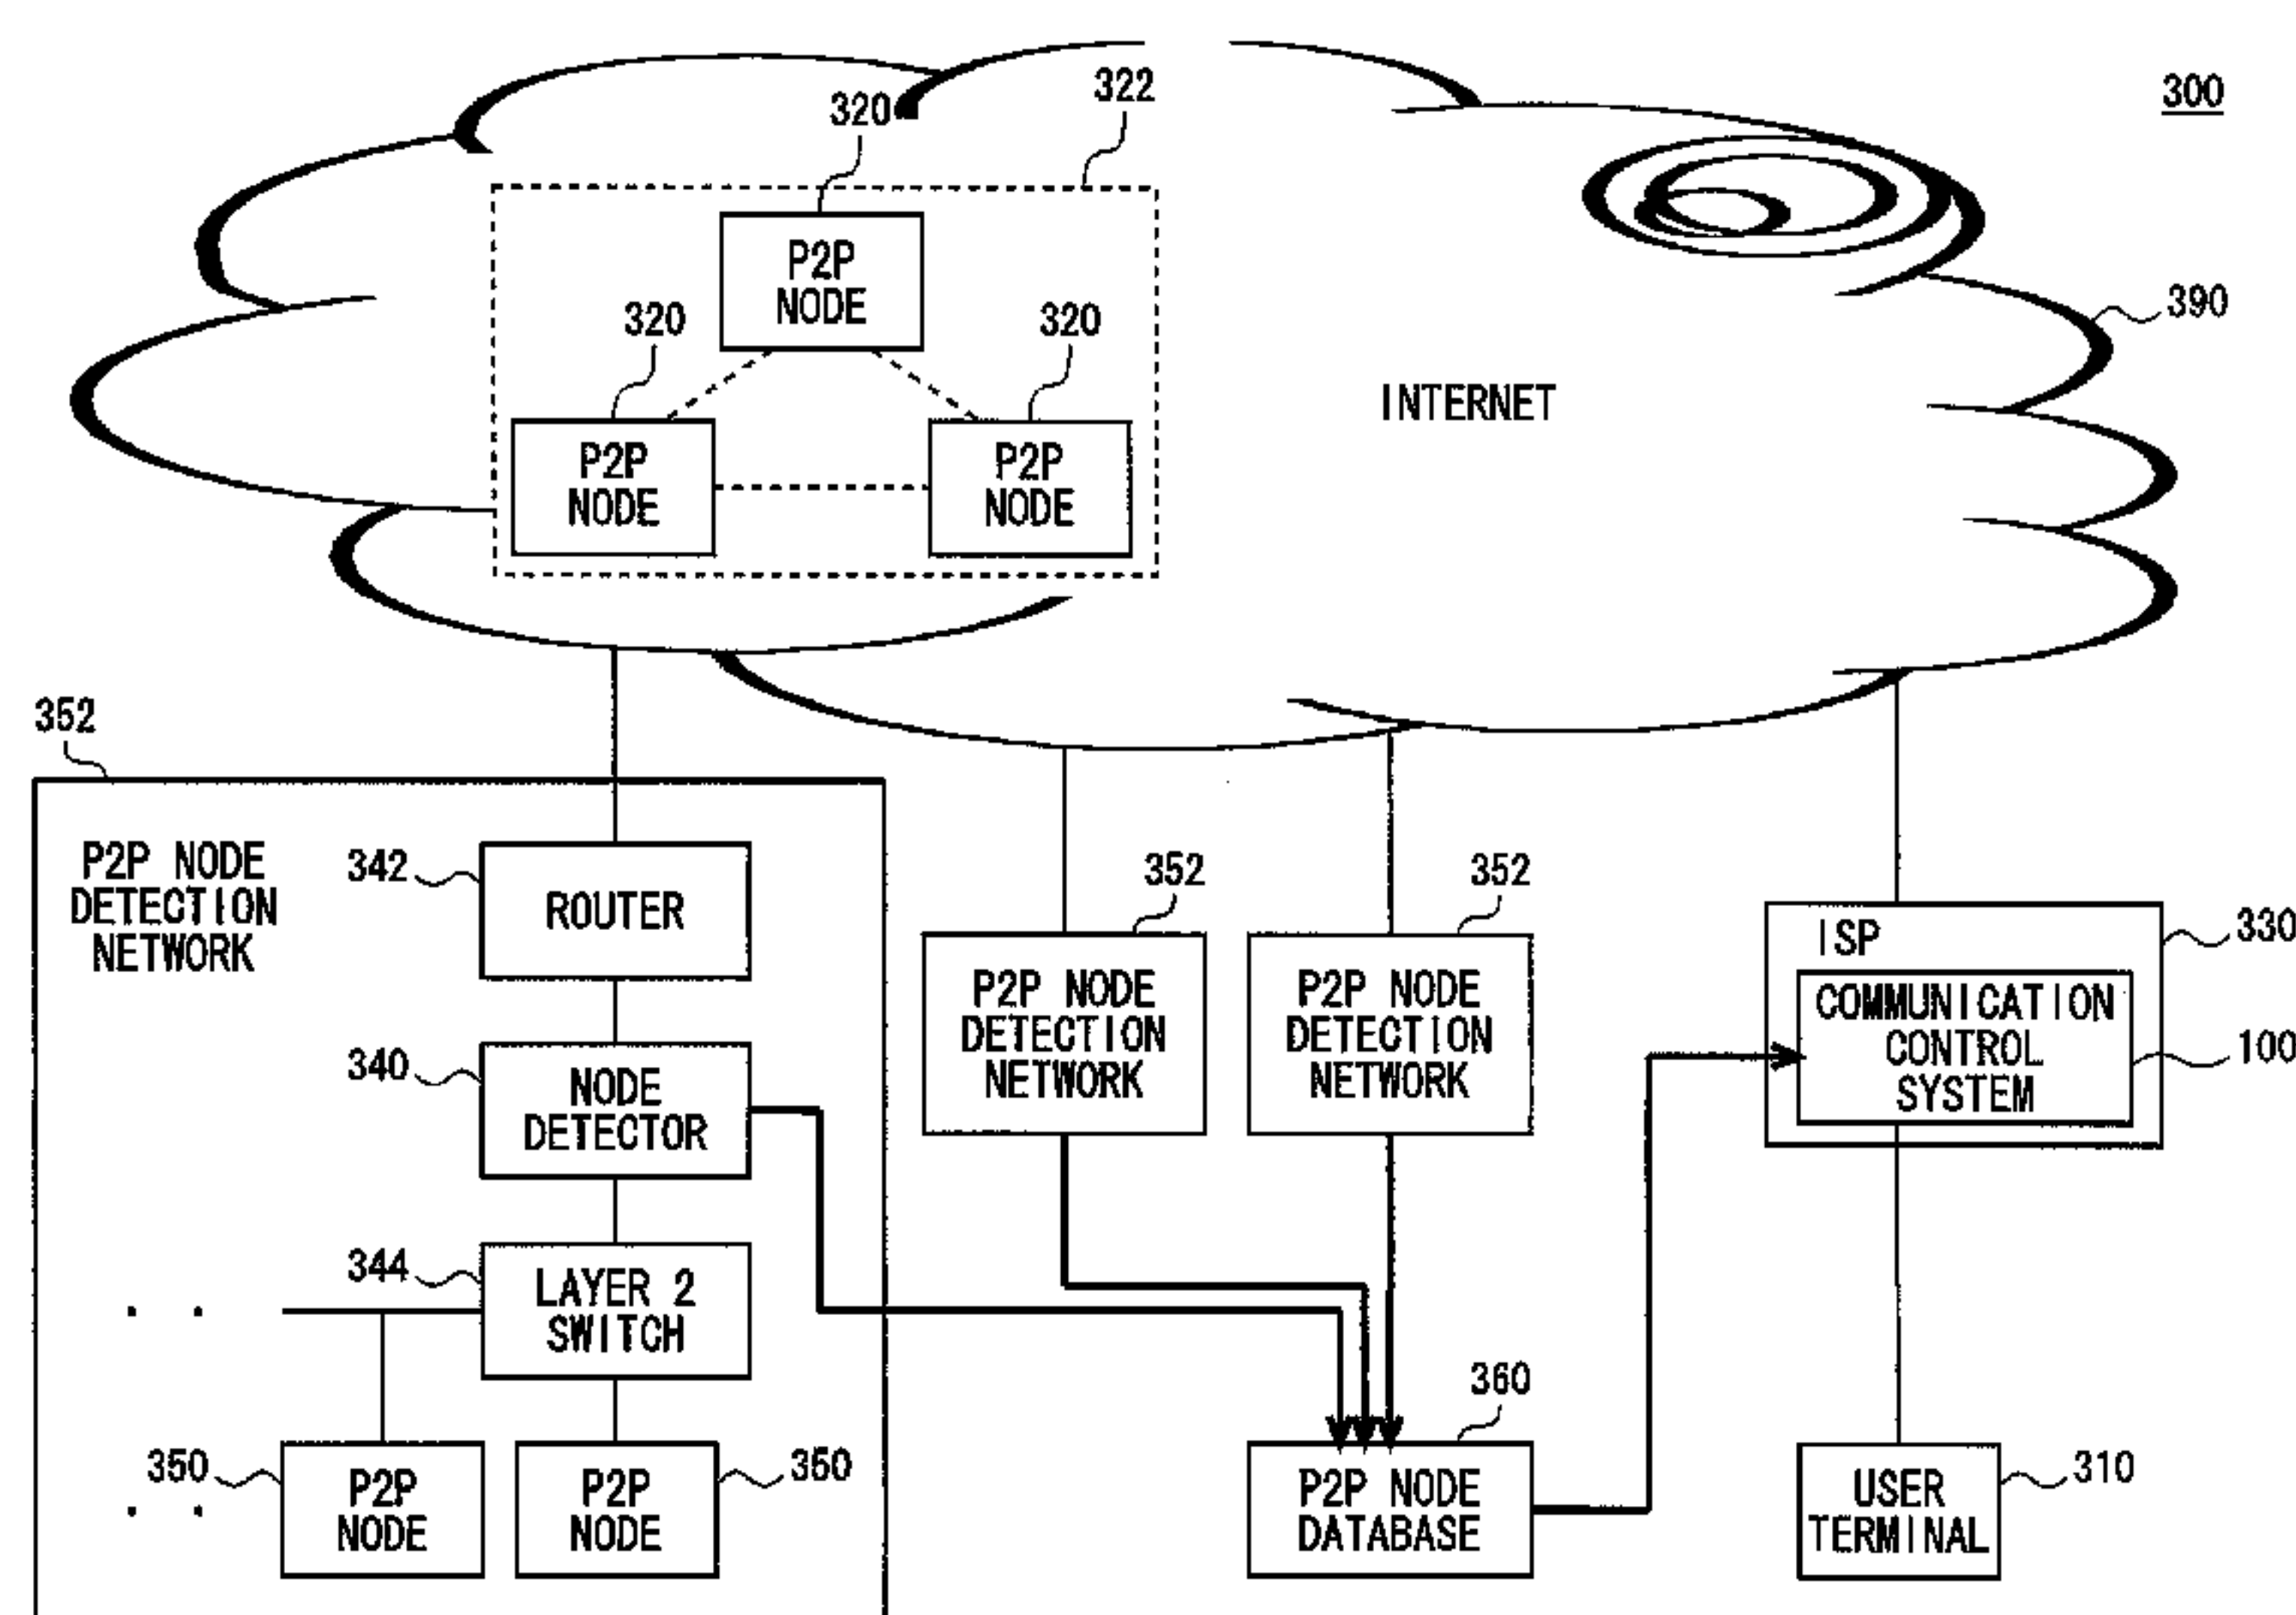 300
322
320
P2P
NODE
320
320
390
INTERNET
P2P
NODE
P2P
NODE
352
P2P NODE
DETECTION
NETWORK
342
ROUTER
352
352
330
ISP
P2P NODE
DETECTION
NETWORK
P2P NODE
DETECTION
NETWORK
COMMUNICATION
CONTROL
SYSTEM
100
340
NODE
DETECTOR
344
LAYER 2
SWITCH
360
350
P2P
NODE
P2P
NODE
350
P2P NODE
DATABASE
USER
TERMINAL
310